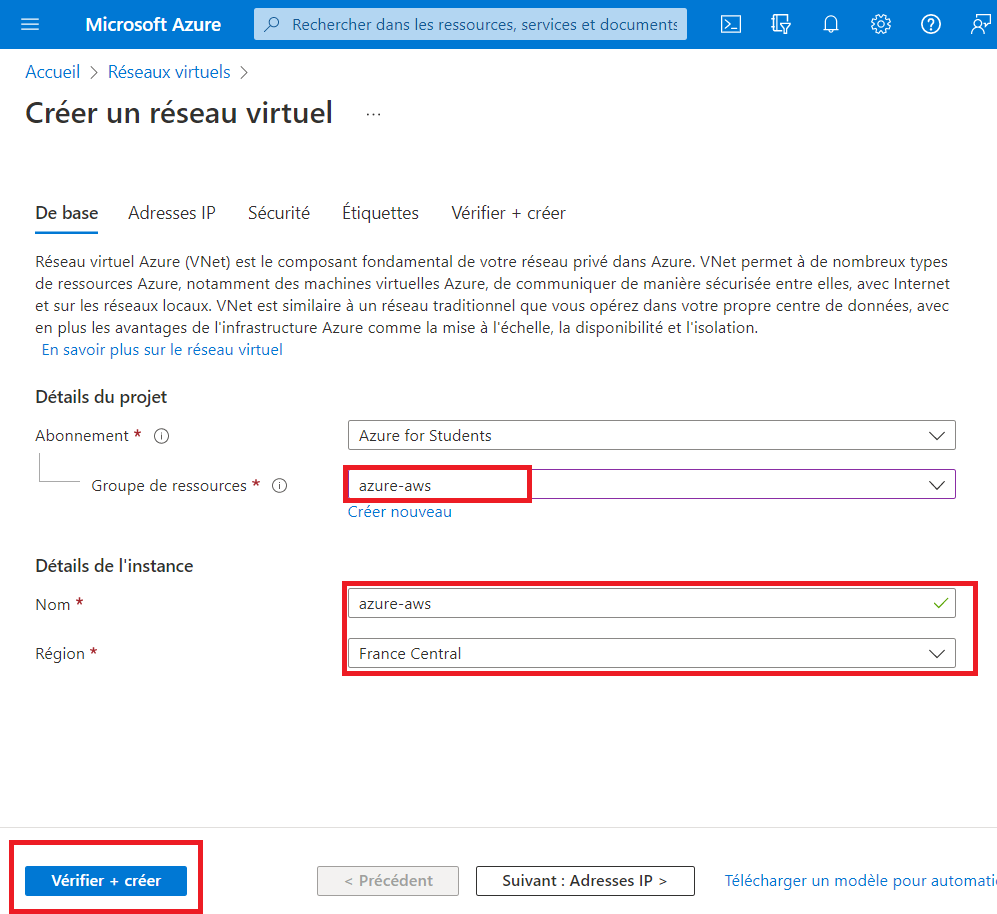 Microsoft Azure
Rechercher dans les ressources, services et documents
Accueil > Réseaux virtuels >
Créer un réseau virtuel ...
De base Adresses IP Sécurité Étiquettes Vérifier + créer
Réseau virtuel Azure (VNet) est le composant fondamental de votre réseau privé dans Azure. VNet permet à de nombreux types
de ressources Azure, notamment des machines virtuelles Azure, de communiquer de manière sécurisée entre elles, avec Internet
et sur les réseaux locaux. VNet est similaire à un réseau traditionnel que vous opérez dans votre propre centre de données, avec
en plus les avantages de l'infrastructure Azure comme la mise à l'échelle, la disponibilité et l'isolation.
En savoir plus sur le réseau virtuel
Détails du projet
Abonnement * Azure for Students
Groupe de ressources * azure-aws
Créer nouveau
Détails de l'instance
Nom * azure-aws
Région * France Central
Vérifier + créer < Précédent Suivant : Adresses IP > Télécharger un modèle pour automati